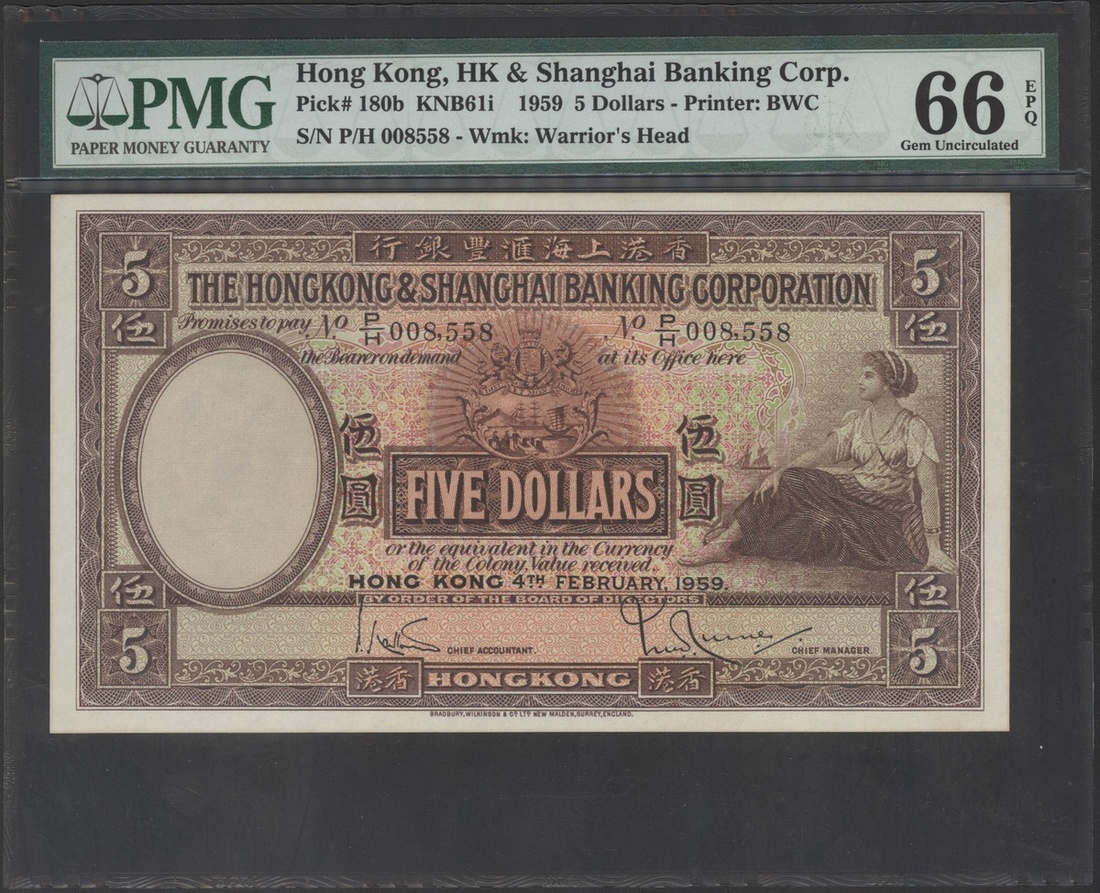 PMG
PAPER MONEY GUARANTY
Hong Kong, HK & Shanghai Banking Corp.
Pick# 180b KNB61i 1959 5 Dollars - Printer: BWC
S/N P/H 008558 - Wmk: Warrior's Head
66 EPQ
Gem Uncirculated
行銀豐滙海上港香
5 5
THE HONGKONG & SHANGHAI BANKING CORPORATION
伍 伍
Promises to pay No P/H 008,558 No. P/H 008,558
the Bearer on demand at its Office here
伍圓 伍圓
FIVE DOLLARS
or the equivalent in the Currency
of the Colony, Value received.
HONG KONG 4TH FEBRUARY, 1959.
伍 伍
BY ORDER OF THE BOARD OF DIRECTORS
5 5
CHIEF ACCOUNTANT. CHIEF MANAGER.
港香 HONGKONG 港香
BRADBURY, WILKINSON & Co LTD NEW MALDEN, SURREY, ENGLAND.